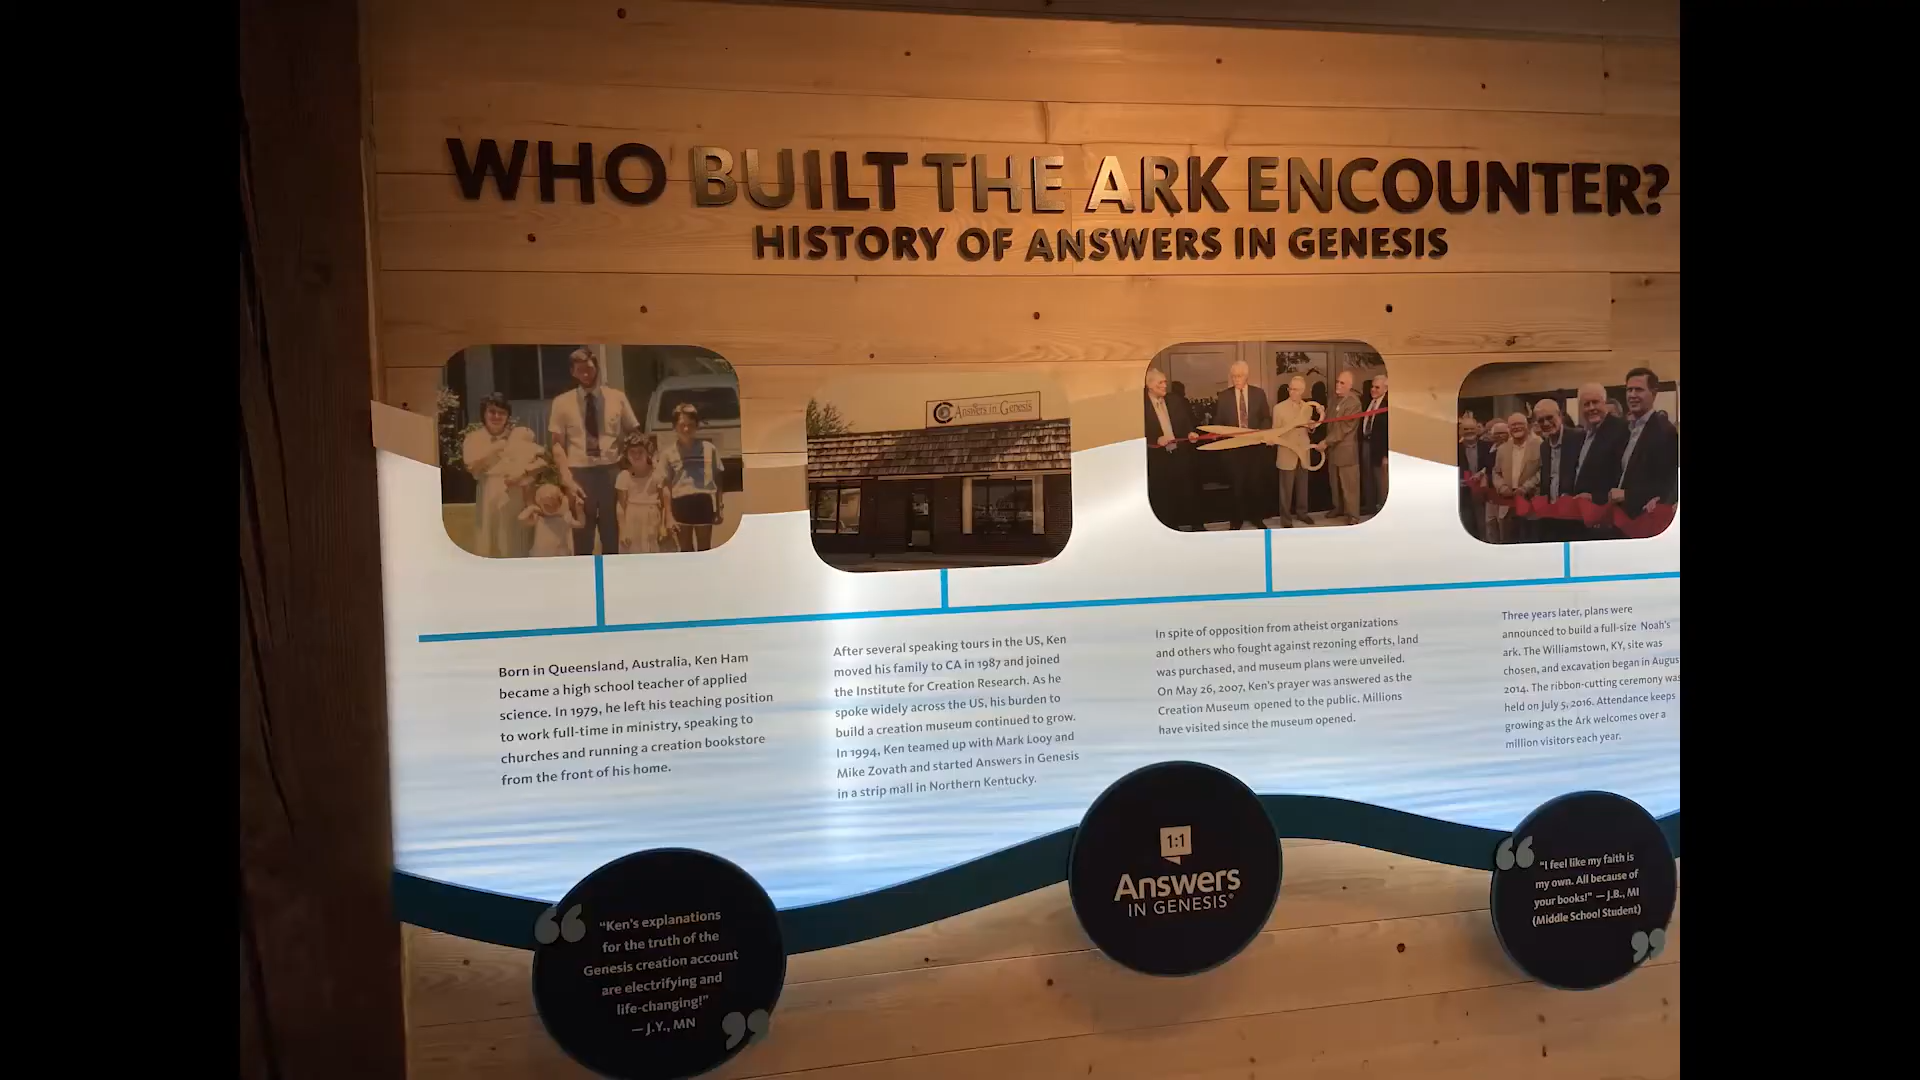 WHO BUILT THE ARK ENCOUNTER?
HISTORY OF ANSWERS IN GENESIS
Answers in Genesis
Born in Queensland, Australia, Ken Ham
became a high school teacher of applied
science. In 1979, he left his teaching position
to work full-time in ministry, speaking to
churches and running a creation bookstore
from the front of his home.
After several speaking tours in the US, Ken
moved his family to CA in 1987 and joined
the Institute for Creation Research. As he
spoke widely across the US, his burden to
build a creation museum continued to grow.
In 1994, Ken teamed up with Mark Looy and
Mike Zovath and started Answers in Genesis
in a strip mall in Northern Kentucky.
In spite of opposition from atheist organizations
and others who fought against rezoning efforts, land
was purchased, and museum plans were unveiled.
On May 26, 2007, Ken's prayer was answered as the
Creation Museum opened to the public. Millions
have visited since the museum opened.
Three years later, plans were
announced to build a full-size Noah's
ark. The Williamstown, KY, site was
chosen, and excavation began in Augus
2014. The ribbon-cutting ceremony was
held on July 5, 2016. Attendance keeps
growing as the Ark welcomes over a
million visitors each year.
"Ken's explanations
for the truth of the
Genesis creation account
are electrifying and
life-changing!"
— J.Y., MN
1:1
Answers
IN GENESIS®
"I feel like my faith is
my own. All because of
your books!" — J.B., MI
(Middle School Student)